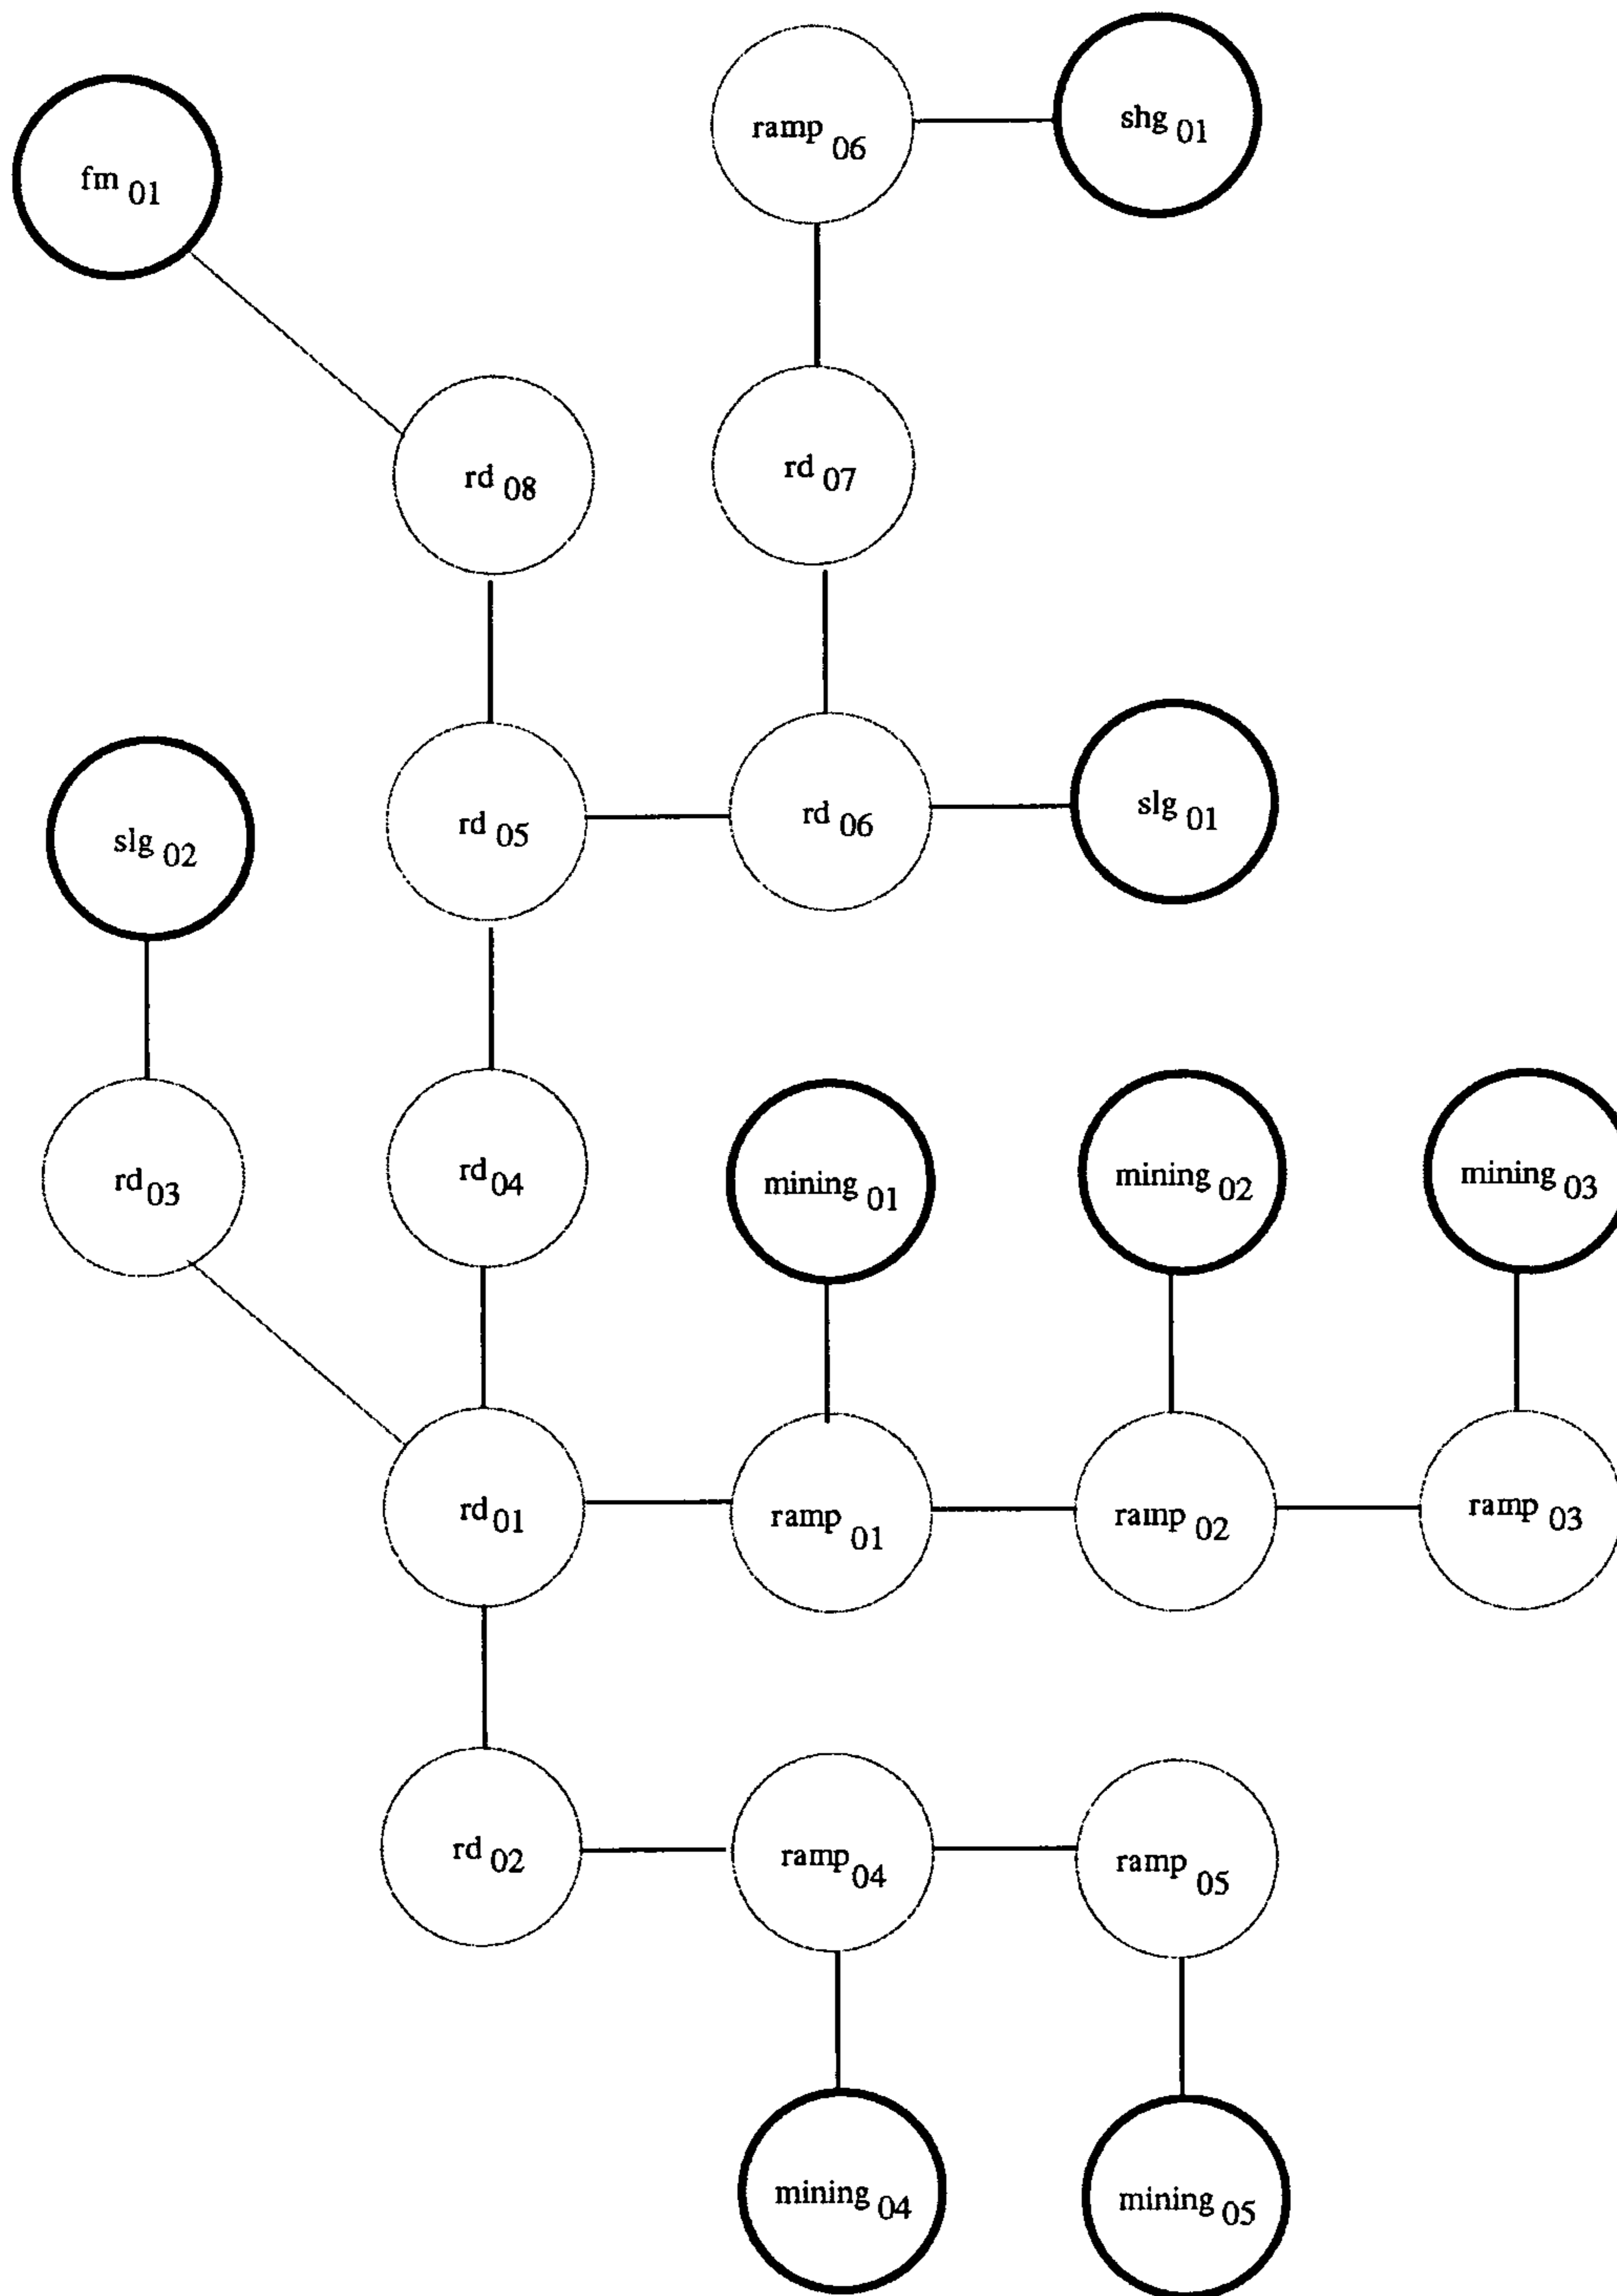 ramp 06
shg 01
fm 01
rd 08
rd 07
slg 02
rd 05
rd 06
slg 01
rd 03
rd 04
mining 01
mining 02
mining 03
rd 01
ramp 01
ramp 02
ramp 03
rd 02
ramp 04
ramp 05
mining 04
mining 05